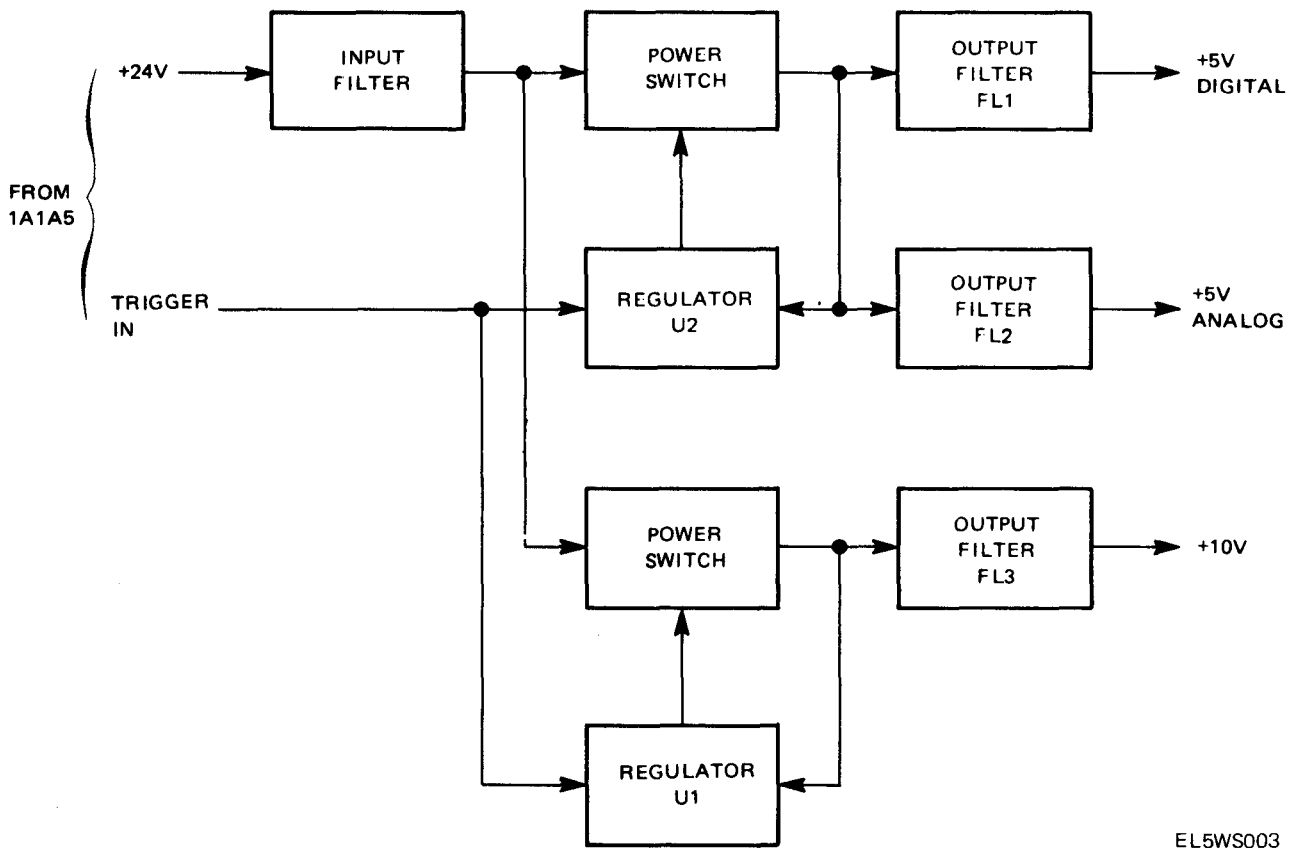 +24V
INPUT
FILTER
POWER
SWITCH
OUTPUT
FILTER
FL1
+5V
DIGITAL
FROM
1A1A5
TRIGGER
IN
REGULATOR
U2
OUTPUT
FILTER
FL2
+5V
ANALOG
POWER
SWITCH
OUTPUT
FILTER
FL3
+10V
REGULATOR
U1
EL5WS003